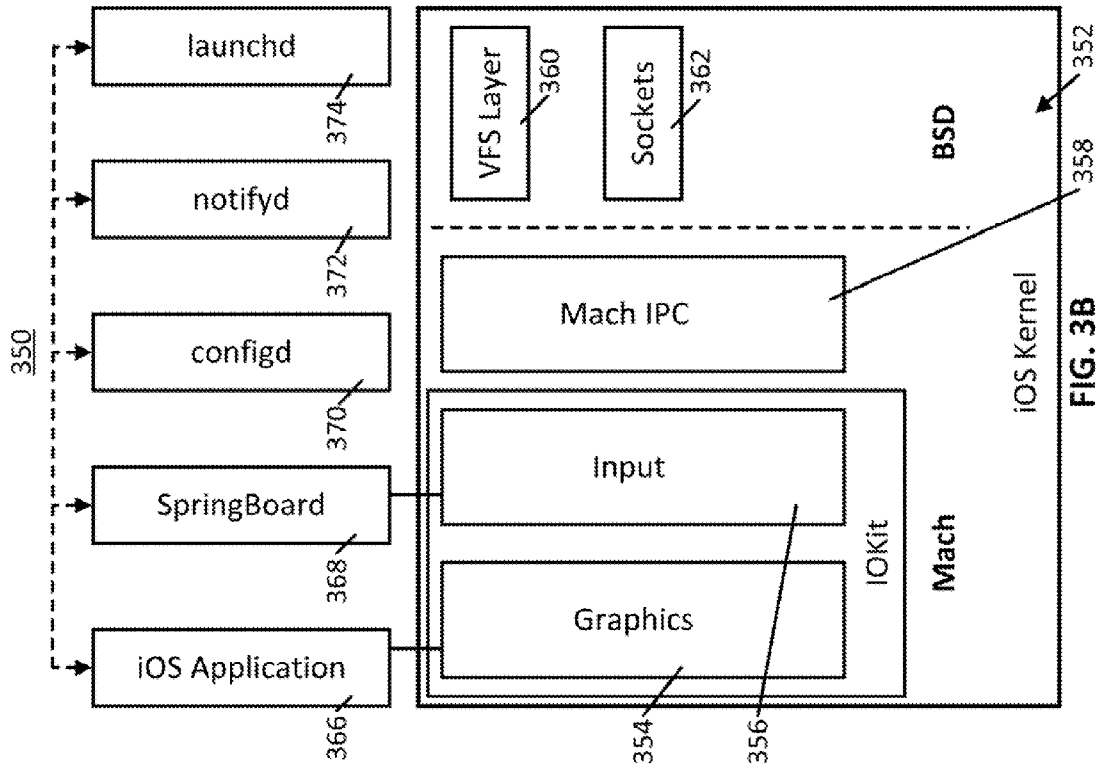 350
launchd
374
notifyd
372
configd
370
SpringBoard
368
iOS Application
366
VFS Layer
360
Sockets
362
BSD
352
Mach IPC
358
Input
356
Graphics
354
IOKit
Mach
iOS Kernel
FIG. 3B